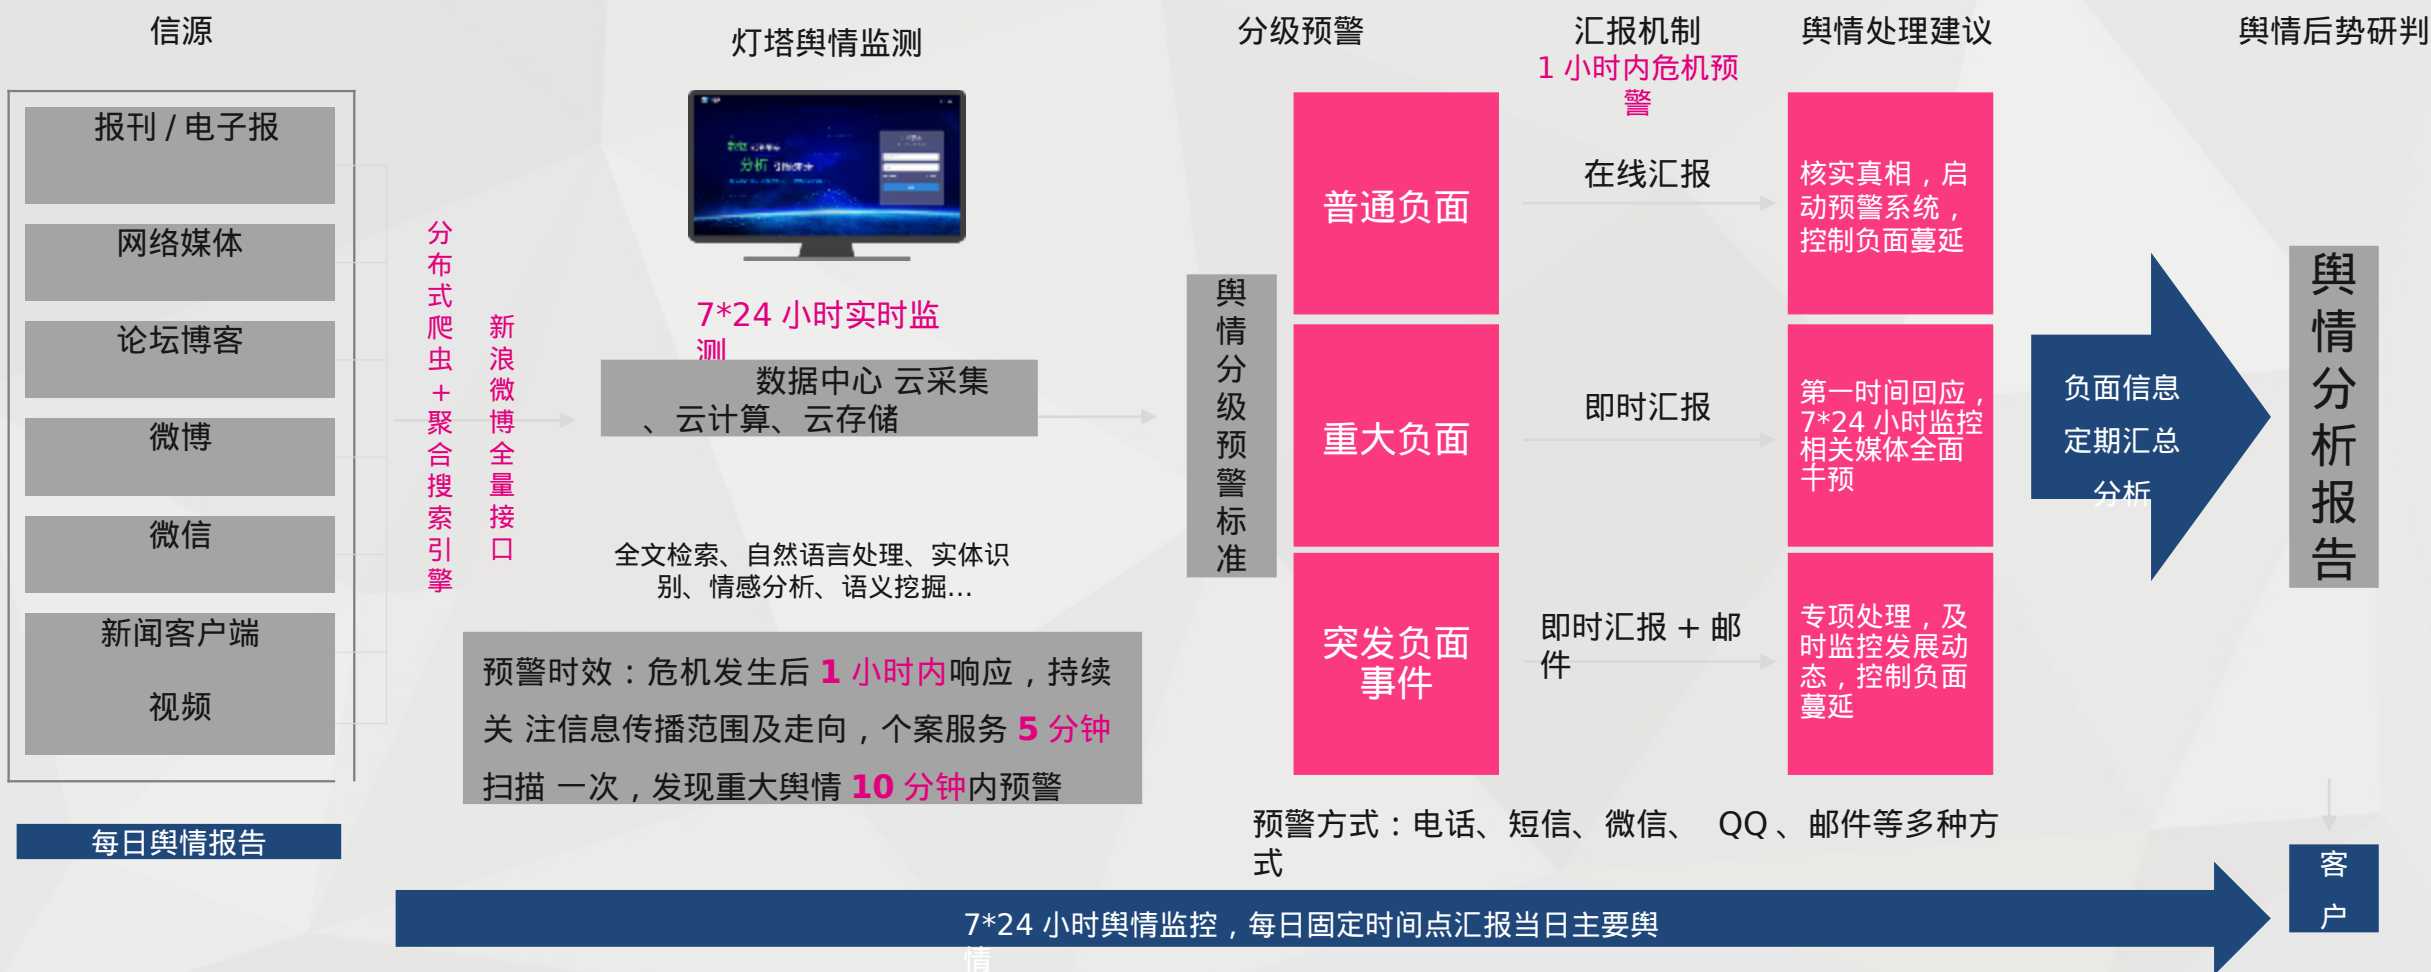 信源
灯塔舆情监测
分级预警
汇报机制
舆情处理建议
舆情后势研判
1 小时内危机预
警
报刊 / 电子报
网络媒体
论坛博客
微博
微信
新闻客户端
视频
每日舆情报告
分布式爬虫+聚合搜索引擎
新浪微博全量接口
分析
7*24 小时实时监
测
数据中心 云采集
、云计算、云存储
全文检索、自然语言处理、实体识
别、情感分析、语义挖掘...
预警时效：危机发生后 1 小时内响应，持续
关 注信息传播范围及走向，个案服务 5 分钟
扫描 一次，发现重大舆情 10 分钟内预警
舆情分级预警标准
普通负面
在线汇报
核实真相，启
动预警系统，
控制负面蔓延
重大负面
即时汇报
第一时间回应，
7*24 小时监控
相关媒体全面
干预
突发负面
事件
即时汇报 + 邮
件
专项处理，及
时监控发展动
态，控制负面
蔓延
预警方式：电话、短信、微信、 QQ 、邮件等多种方
式
负面信息
定期汇总
分析
舆情分析报告
客
户
7*24 小时舆情监控，每日固定时间点汇报当日主要舆
情